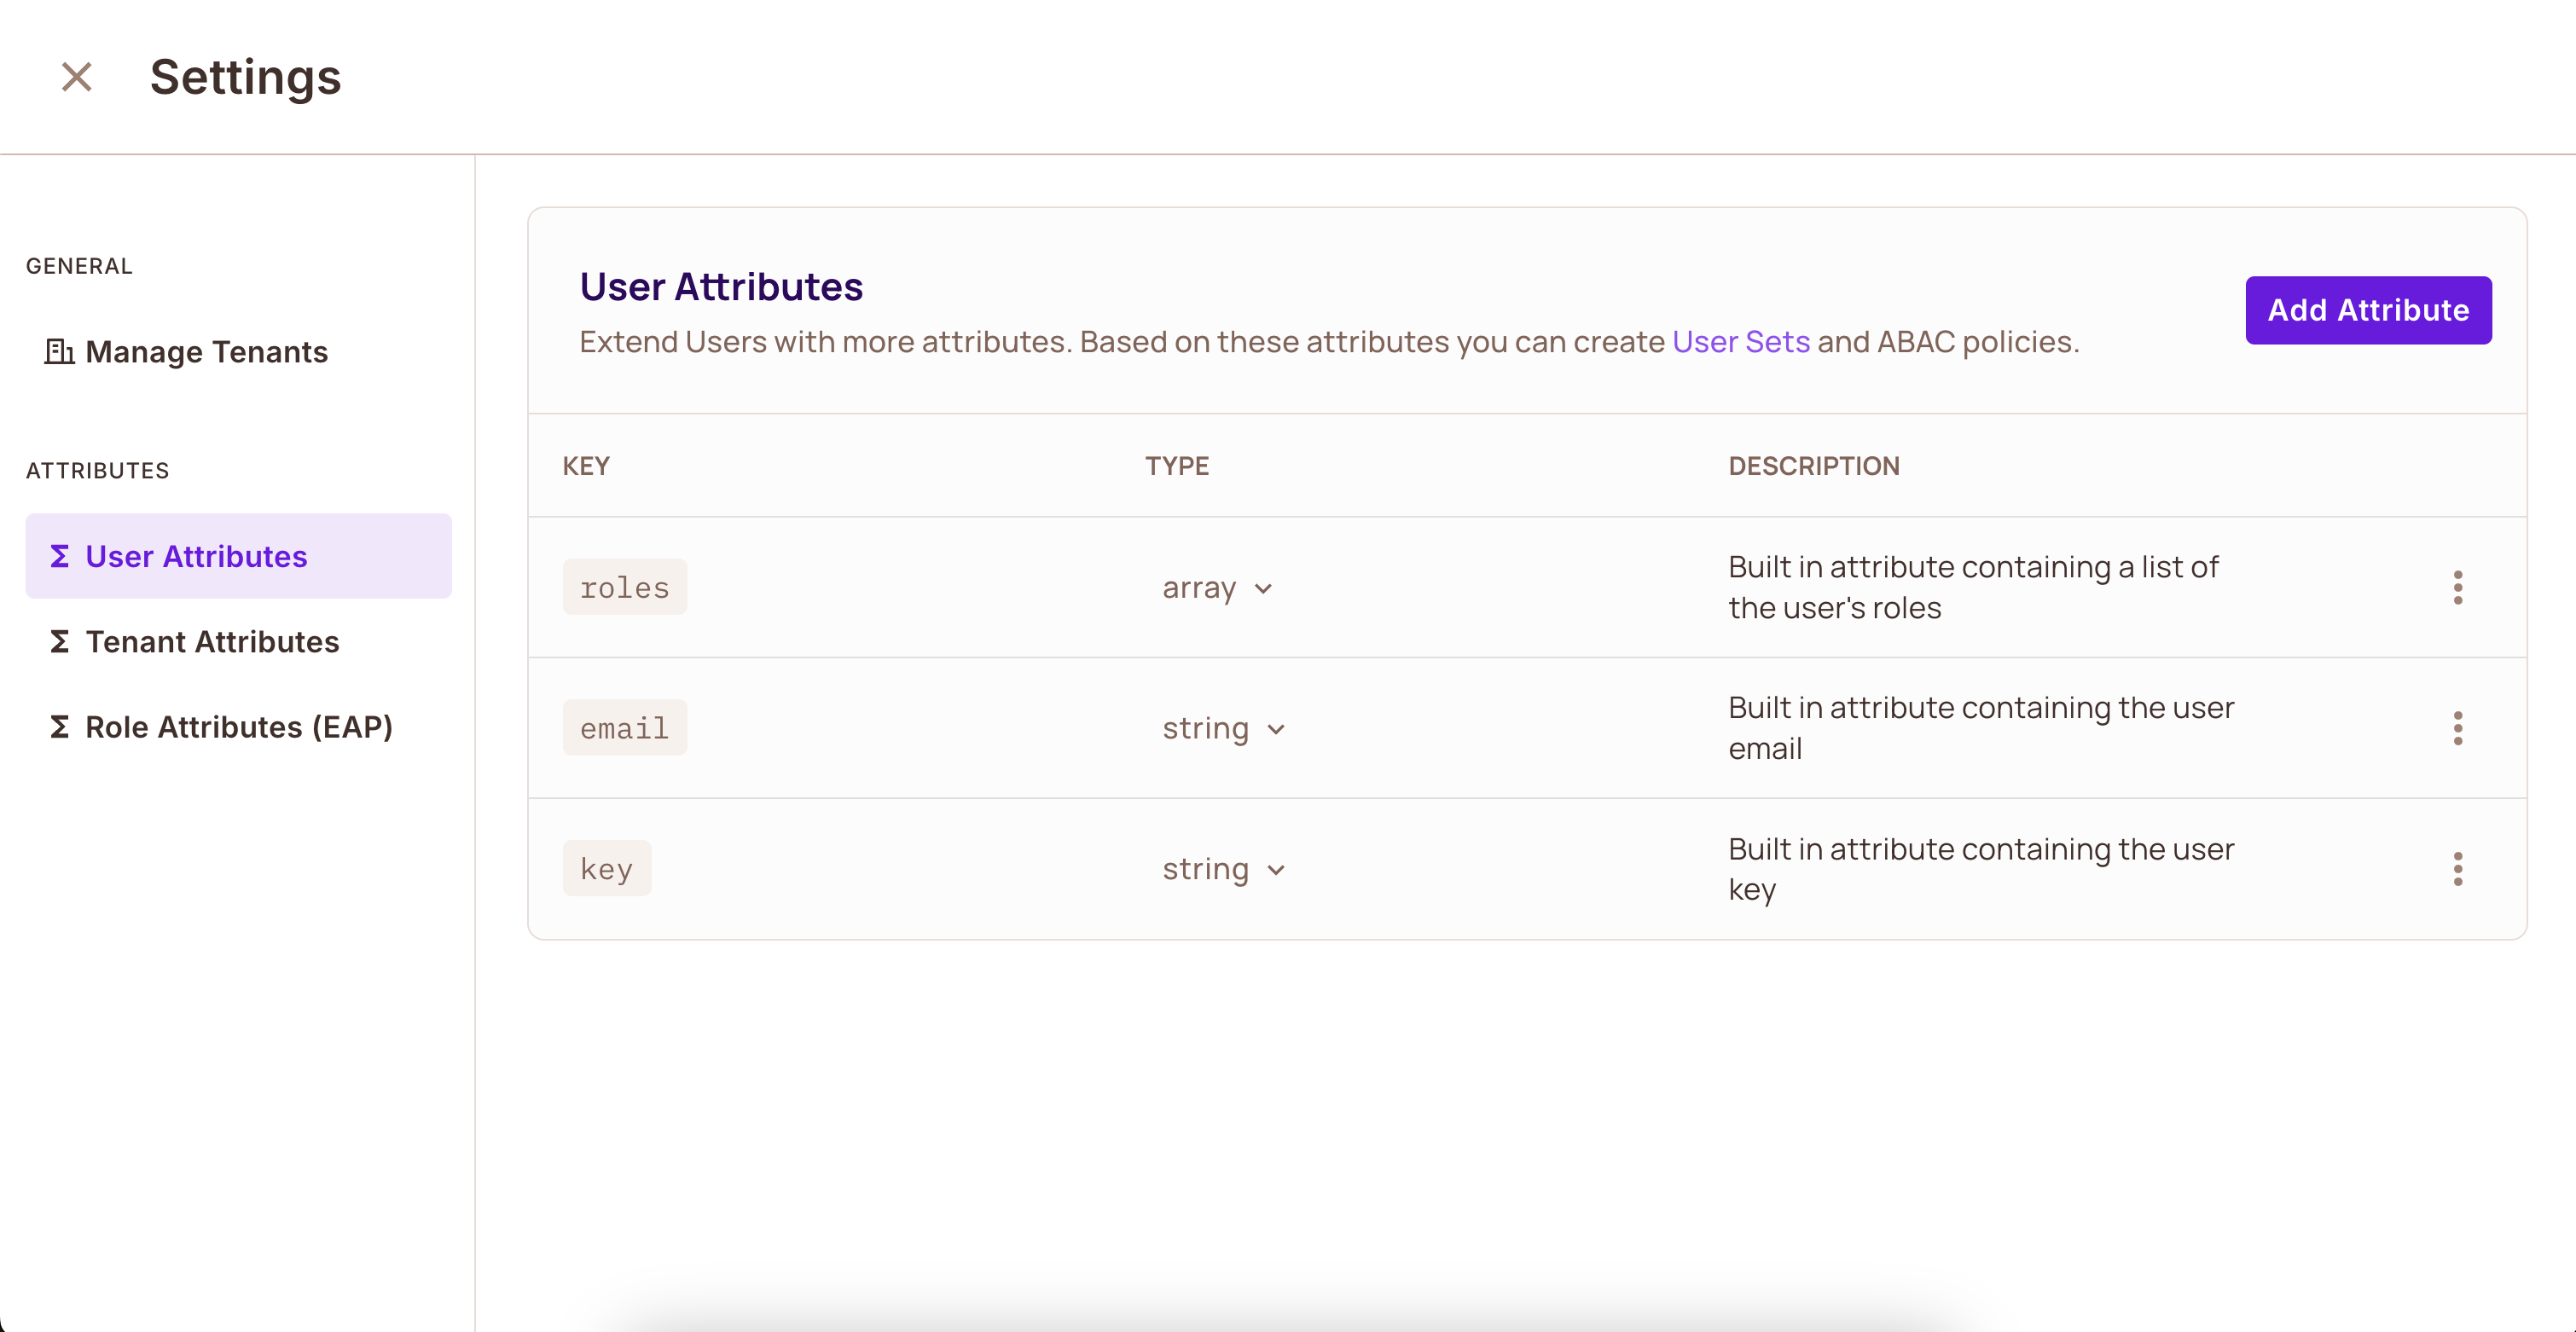 Settings
GENERAL
Manage Tenants
ATTRIBUTES
User Attributes
Tenant Attributes
Role Attributes (EAP)
User Attributes
Extend Users with more attributes. Based on these attributes you can create User Sets and ABAC policies.
Add Attribute
KEY TYPE DESCRIPTION
roles array Built in attribute containing a list of
the user's roles
email string Built in attribute containing the user
email
key string Built in attribute containing the user
key